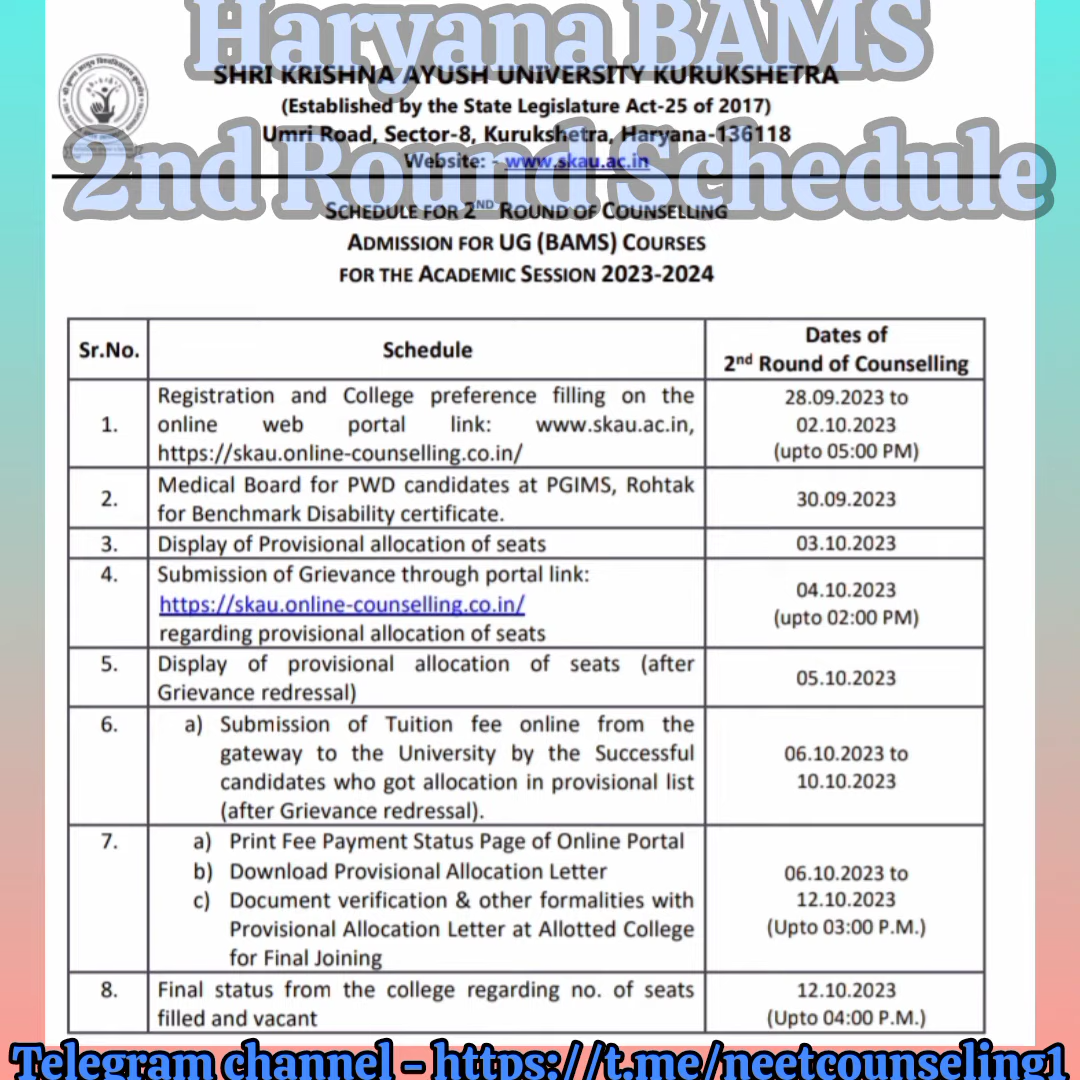 Haryana BAMS
SHRI KRISHNA AYUSH UNIVERSITY KURUKSHETRA
(Established by the State Legislature Act-25 of 2017)
Umri Road, Sector-8, Kurukshetra, Haryana-136118
2nd Round Schedule
Website: - www.skau.ac.in
SCHEDULE FOR 2ND ROUND OF COUNSELLING
ADMISSION FOR UG (BAMS) COURSES
FOR THE ACADEMIC SESSION 2023-2024
Sr.No. Schedule Dates of
2nd Round of Counselling
1. Registration and College preference filling on the
online web portal link: www.skau.ac.in,
https://skau.online-counselling.co.in/
28.09.2023 to
02.10.2023
(upto 05:00 PM)
2. Medical Board for PWD candidates at PGIMS, Rohtak
for Benchmark Disability certificate.
30.09.2023
3. Display of Provisional allocation of seats 03.10.2023
4. Submission of Grievance through portal link:
https://skau.online-counselling.co.in/
regarding provisional allocation of seats
04.10.2023
(upto 02:00 PM)
5. Display of provisional allocation of seats (after
Grievance redressal)
05.10.2023
6. a) Submission of Tuition fee online from the
gateway to the University by the Successful
candidates who got allocation in provisional list
(after Grievance redressal).
06.10.2023 to
10.10.2023
7. a) Print Fee Payment Status Page of Online Portal
b) Download Provisional Allocation Letter
c) Document verification & other formalities with
Provisional Allocation Letter at Allotted College
for Final Joining
06.10.2023 to
12.10.2023
(Upto 03:00 P.M.)
8. Final status from the college regarding no. of seats
filled and vacant
12.10.2023
(Upto 04:00 P.M.)
Telegram channel - https://t.me/neetcounseling1